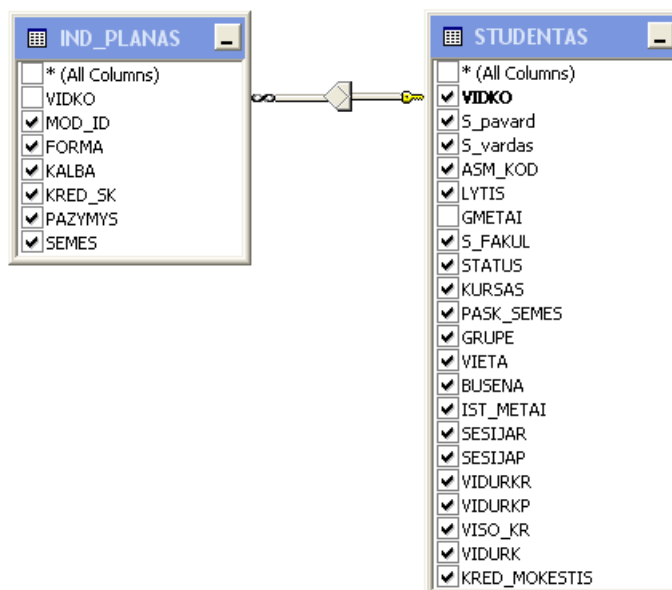 IND_PLANAS
* (All Columns)
VIDKO
MOD_ID
FORMA
KALBA
KRED_SK
PAZYMYS
SEMES
STUDENTAS
* (All Columns)
VIDKO
S_pavard
S_vardas
ASM_KOD
LYTIS
GMETAI
S_FAKUL
STATUS
KURSAS
PASK_SEMES
GRUPE
VIETA
BUSENA
IST_METAI
SESIJAR
SESIJAP
VIDURKR
VIDURKP
VISO_KR
VIDURK
KRED_MOKESTIS